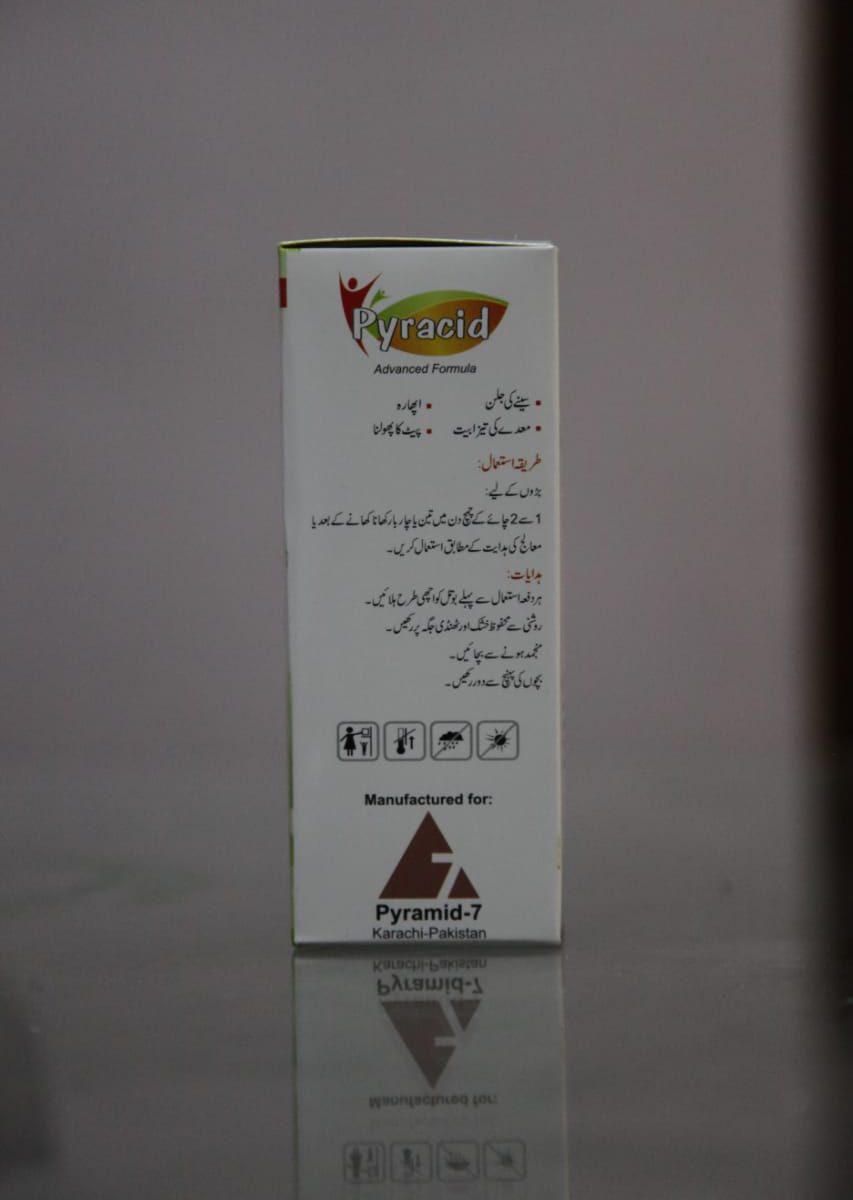 Pyracid
Advanced Formula
▪ سینے کی جلن ▪ اپھارہ
▪ معدے کی تیزابیت ▪ پیٹ کا پھولنا
طریقہ استعمال:
بڑوں کے لیے:
1 سے 2 چائے کے چمچ دن میں تین یا چار بار کھانا کھانے کے بعد یا
معالج کی ہدایت کے مطابق استعمال کریں۔
ہدایات:
ہر دفعہ استعمال سے پہلے بوتل کو اچھی طرح ہلائیں۔
روشنی سے محفوظ خشک اور ٹھنڈی جگہ پر رکھیں۔
منجمد ہونے سے بچائیں۔
بچوں کی پہنچ سے دور رکھیں۔
Manufactured for:
Pyramid-7
Karachi-Pakistan